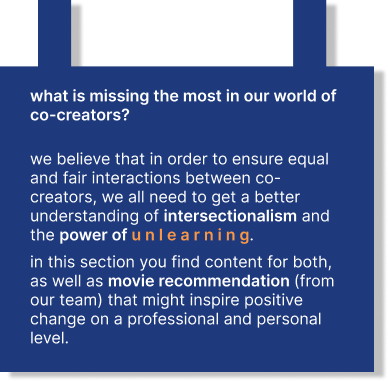 what is missing the most in our world of
co-creators?
we believe that in order to ensure equal
and fair interactions between co-
creators, we all need to get a better
understanding of intersectionalism and
the power of unlearning.
in this section you find content for both,
as well as movie recommendation (from
our team) that might inspire positive
change on a professional and personal
level.